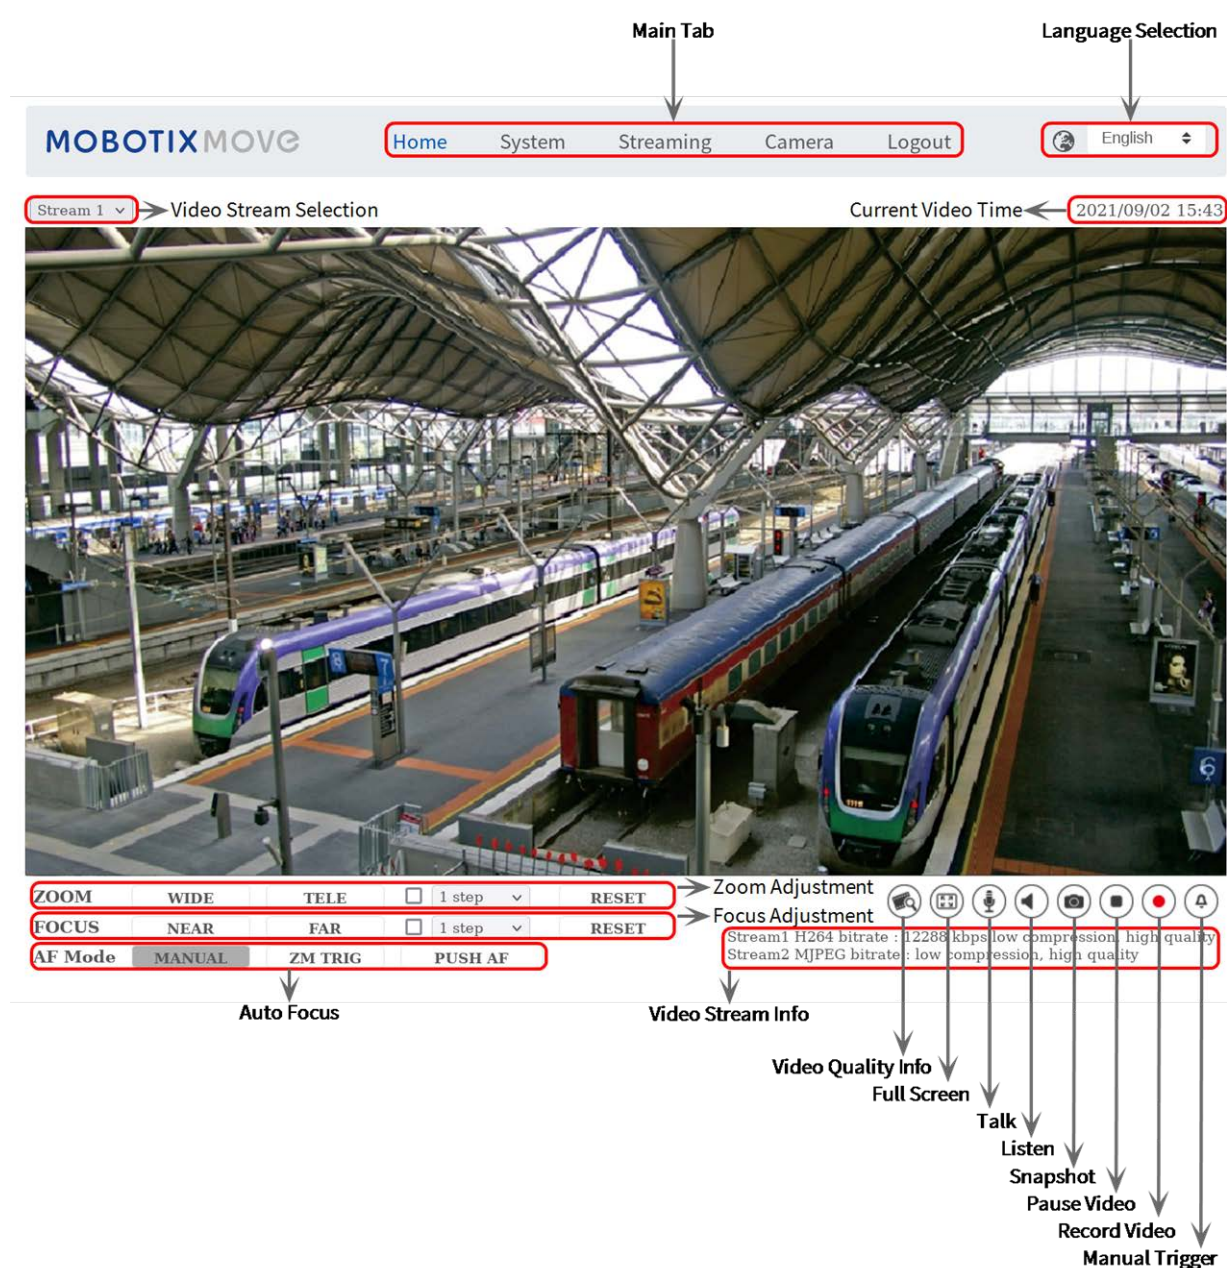 Main Tab Language Selection
MOBOTIX MOVE Home System Streaming Camera Logout English
Stream 1 Video Stream Selection Current Video Time 2021/09/02 15:43
6 7
1116
6
ZOOM WIDE TELE 1 step RESET Zoom Adjustment
FOCUS NEAR FAR 1 step RESET Focus Adjustment
Stream1 H264 bitrate : 12288 kbps low compression, high quality
AF Mode MANUAL ZM TRIG PUSH AF Stream2 MJPEG bitrate : low compression, high quality
Auto Focus Video Stream Info
Video Quality Info
Full Screen
Talk
Listen
Snapshot
Pause Video
Record Video
Manual Trigger